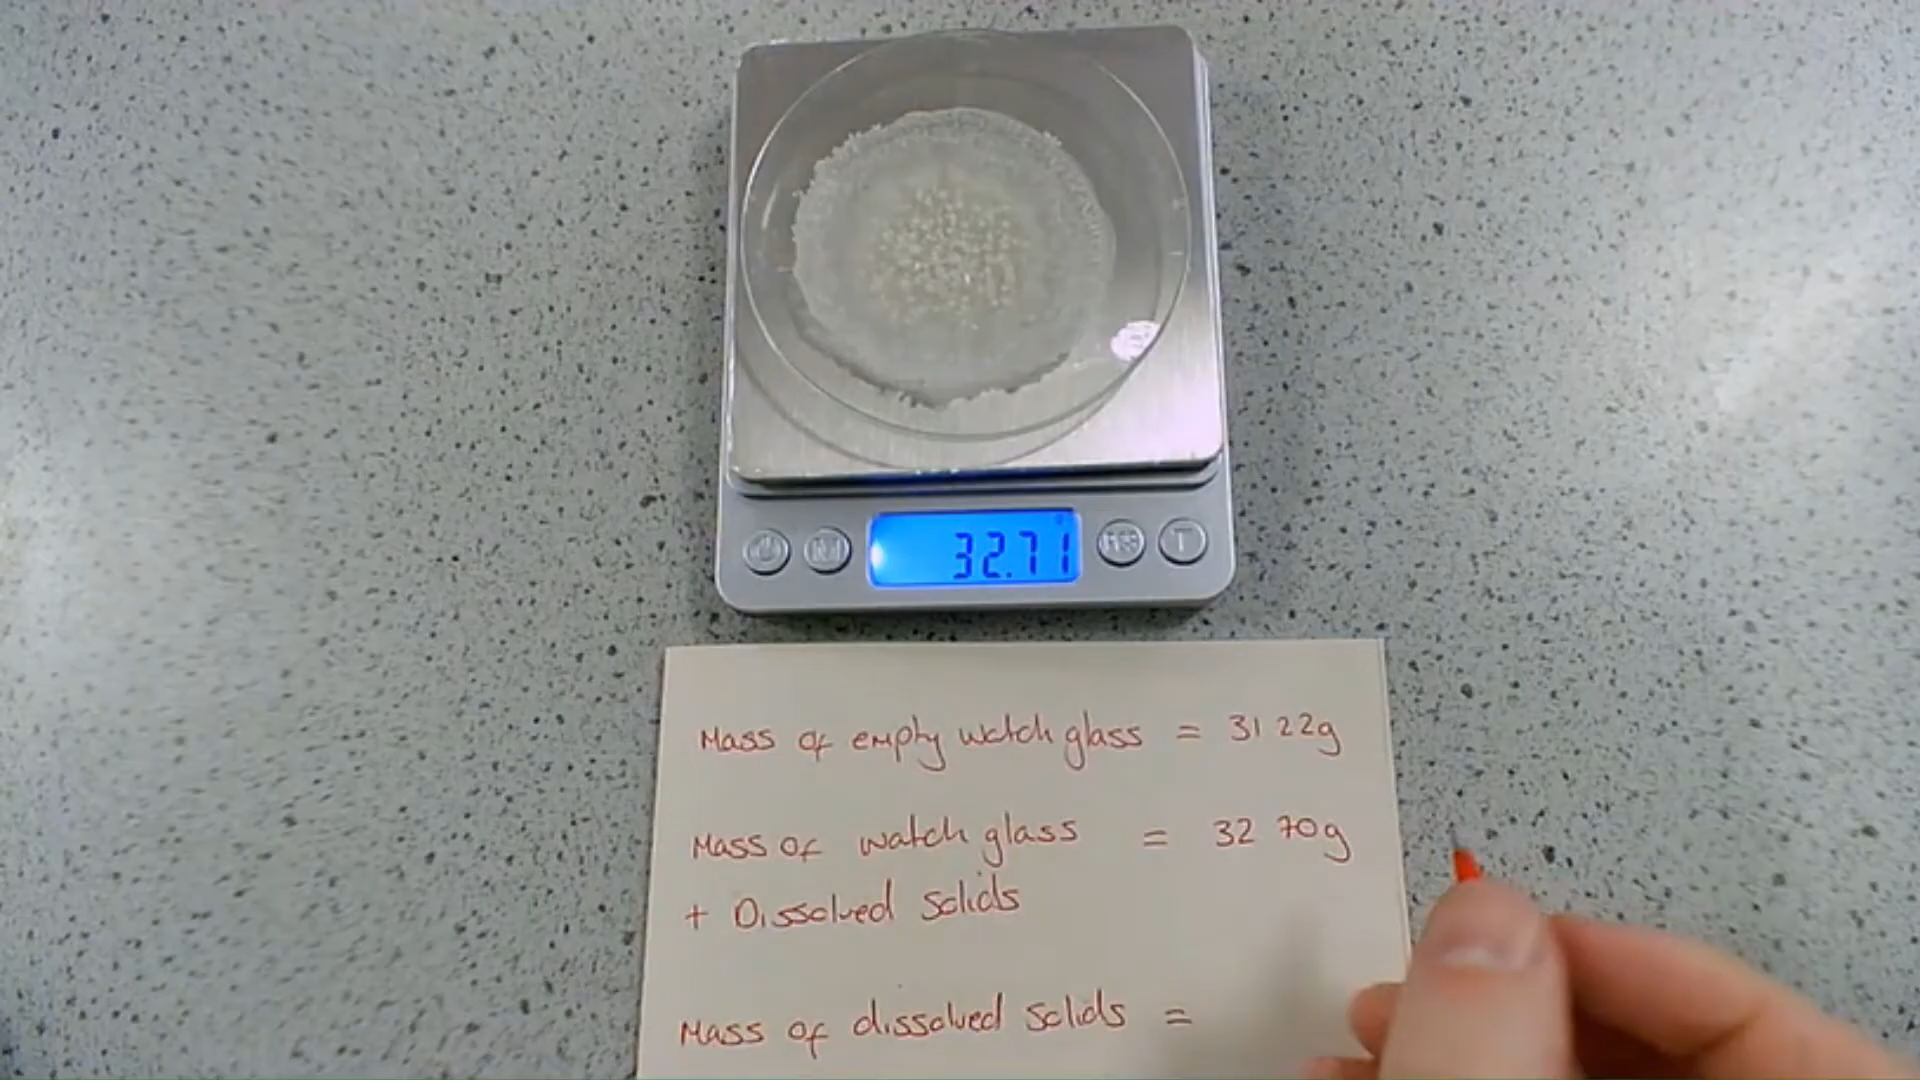 32.71
T
Mass of empty watch glass = 31 22g
Mass of watch glass = 32 70g
+ Dissolved solids
Mass of dissolved solids =